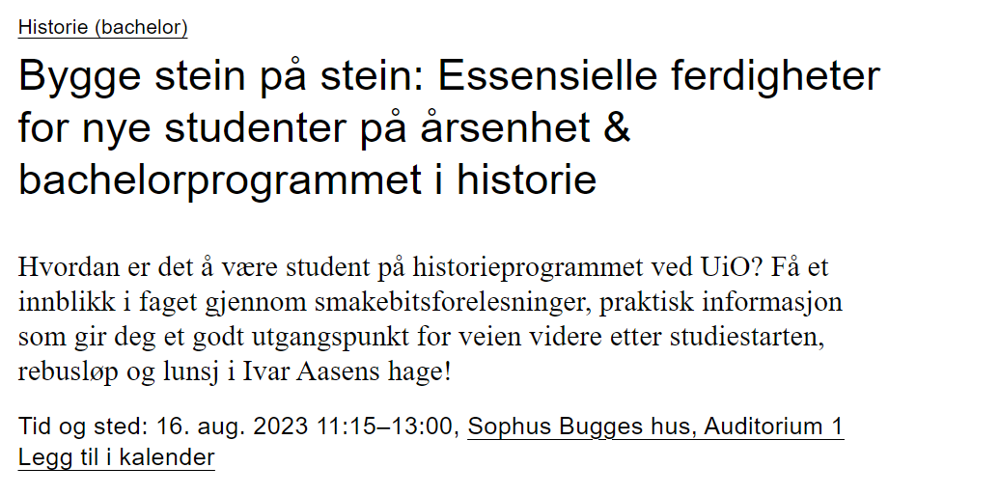 Historie (bachelor)
Bygge stein på stein: Essensielle ferdigheter
for nye studenter på årsenhet &
bachelorprogrammet i historie
Hvordan er det å være student på historieprogrammet ved UiO? Få et
innblikk i faget gjennom smakebitsforelesninger, praktisk informasjon
som gir deg et godt utgangspunkt for veien videre etter studiestarten,
rebusløp og lunsj i Ivar Aasens hage!
Tid og sted: 16. aug. 2023 11:15–13:00, Sophus Bugges hus, Auditorium 1
Legg til i kalender